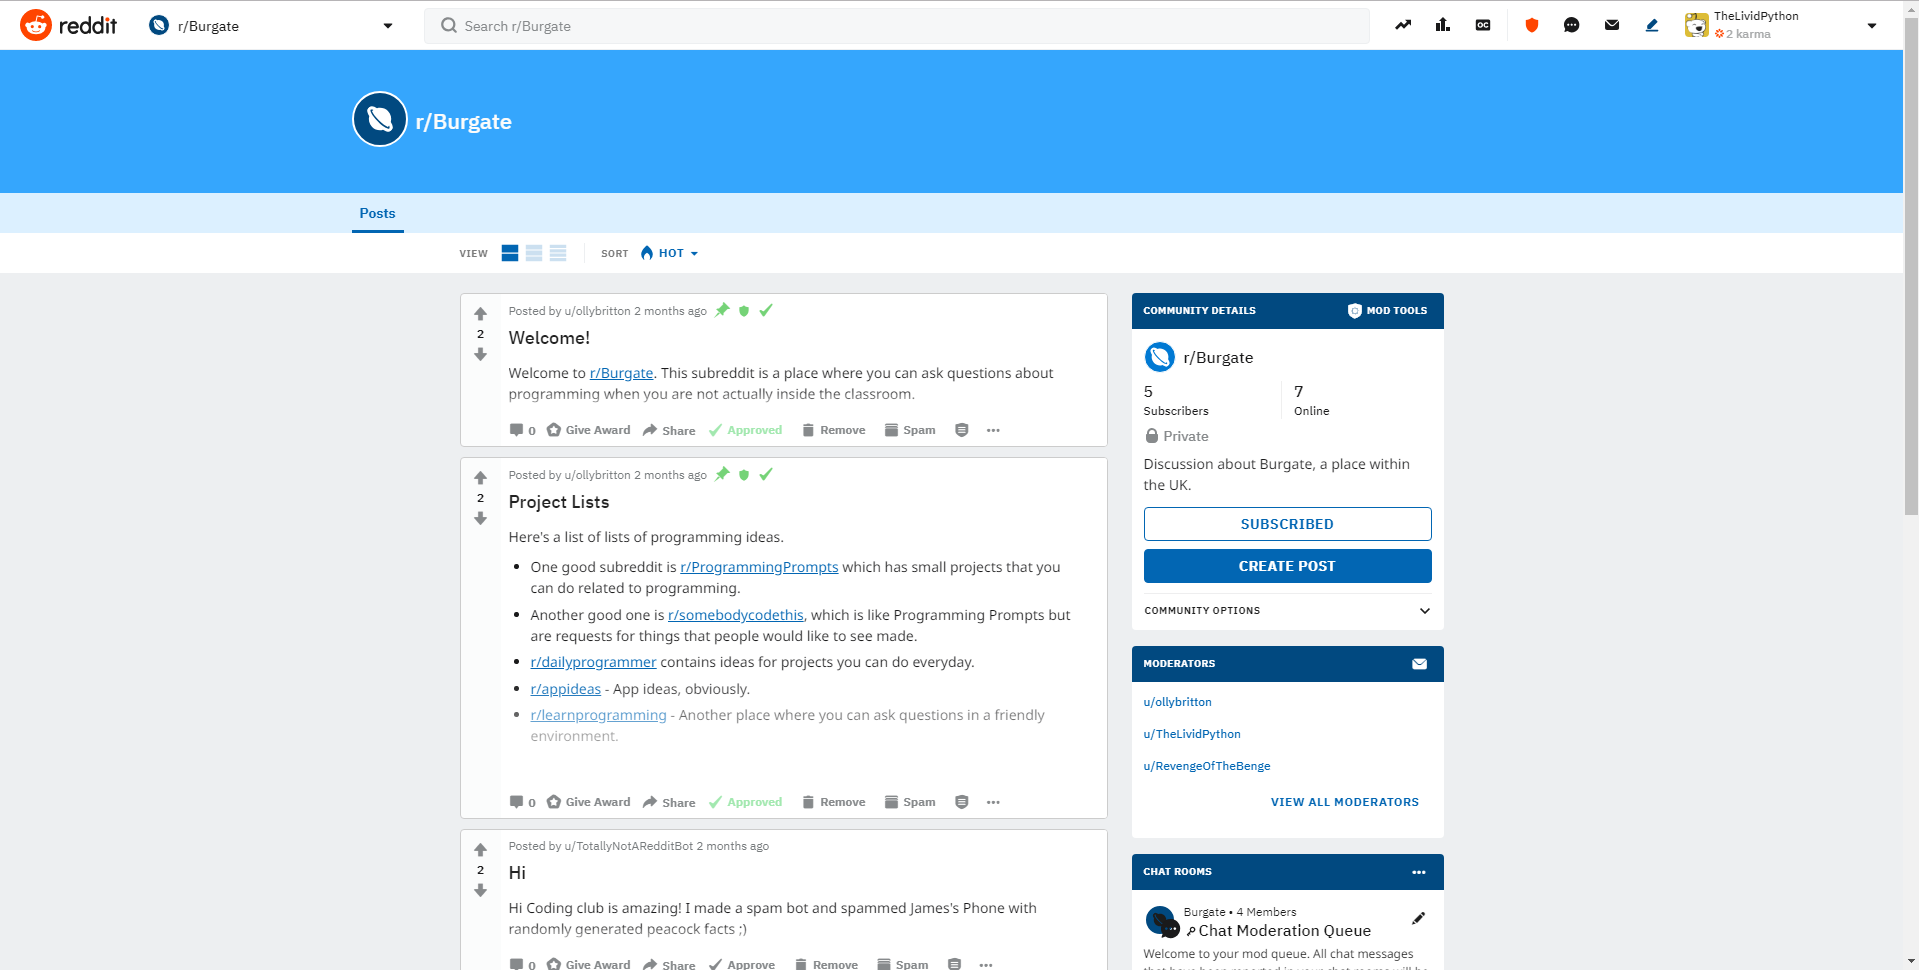 reddit
r/Burgate
Search r/Burgate
TheLividPython
2 karma
r/Burgate
Posts
VIEW
SORT
HOT
Posted by u/ollybritton 2 months ago
2
Welcome!
Welcome to r/Burgate. This subreddit is a place where you can ask questions about
programming when you are not actually inside the classroom.
0 Give Award Share Approved Remove Spam
Posted by u/ollybritton 2 months ago
2
Project Lists
Here's a list of lists of programming ideas.
One good subreddit is r/ProgrammingPrompts which has small projects that you
can do related to programming.
Another good one is r/somebodycodethis, which is like Programming Prompts but
are requests for things that people would like to see made.
r/dailyprogrammer contains ideas for projects you can do everyday.
r/appideas - App ideas, obviously.
r/learnprogramming - Another place where you can ask questions in a friendly
environment.
0 Give Award Share Approved Remove Spam
Posted by u/TotallyNotARedditBot 2 months ago
2
Hi
Hi Coding club is amazing! I made a spam bot and spammed James's Phone with
randomly generated peacock facts ;)
0 Give Award Share Approve Remove Spam
COMMUNITY DETAILS
MOD TOOLS
r/Burgate
5
Subscribers
7
Online
Private
Discussion about Burgate, a place within
the UK.
SUBSCRIBED
CREATE POST
COMMUNITY OPTIONS
MODERATORS
u/ollybritton
u/TheLividPython
u/RevengeOfTheBenge
VIEW ALL MODERATORS
CHAT ROOMS
Burgate • 4 Members
Chat Moderation Queue
Welcome to your mod queue. All chat messages